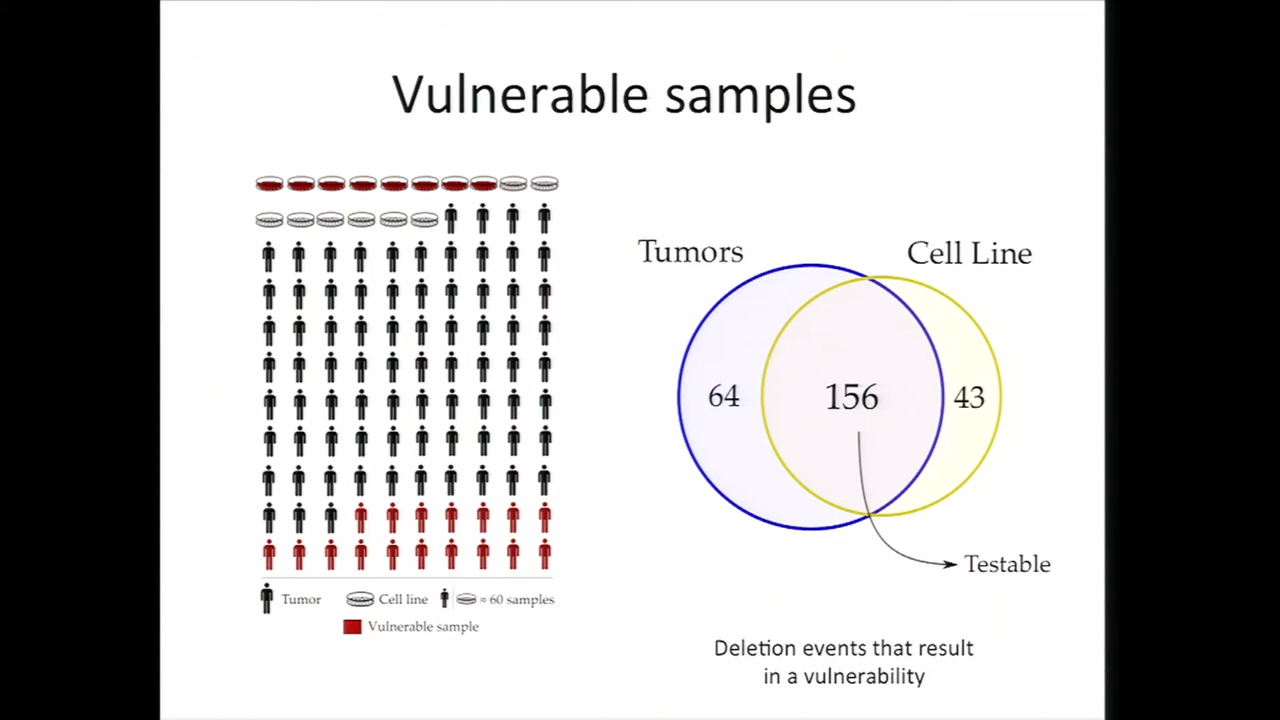 Vulnerable samples
Tumors
Cell Line
64
156
43
Testable
Tumor
Cell line
≈ 60 samples
Vulnerable sample
Deletion events that result
in a vulnerability